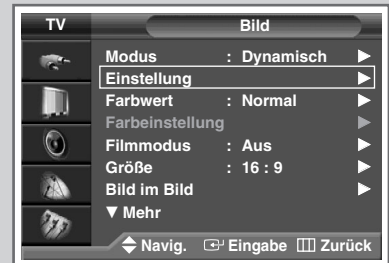 TV Bild
Modus : Dynamisch
Einstellung
Farbwert : Normal
Farbeinstellung
Filmmodus : Aus
Größe : 16 : 9
Bild im Bild
▼ Mehr
Navig. Eingabe Zurück